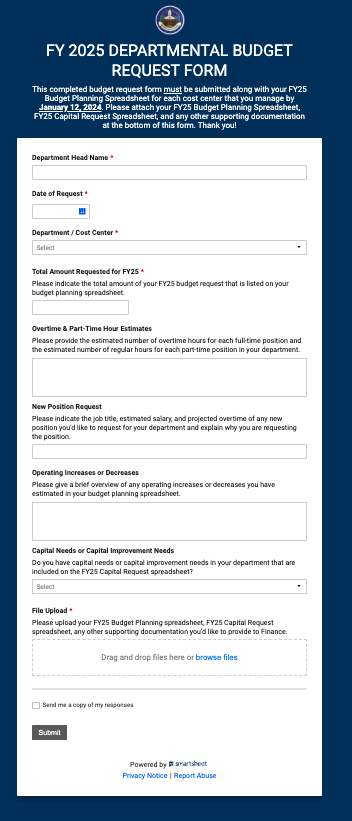 FY 2025 DEPARTMENTAL BUDGET
REQUEST FORM
This completed budget request form must be submitted along with your FY25
Budget Planning Spreadsheet for each cost center that you manage by
January 12, 2024. Please attach your FY25 Budget Planning Spreadsheet,
FY25 Capital Request Spreadsheet, and any other supporting documentation
at the bottom of this form. Thank you!
Department Head Name *
Date of Request *
Department / Cost Center *
Select
Total Amount Requested for FY25 *
Please indicate the total amount of your FY25 budget request that is listed on your
budget planning spreadsheet.
Overtime & Part-Time Hour Estimates
Please provide the estimated number of overtime hours for each full-time position and
the estimated number of regular hours for each part-time position in your department.
New Position Request
Please indicate the job title, estimated salary, and projected overtime of any new
position you'd like to request for your department and explain why you are requesting
the position.
Operating Increases or Decreases
Please give a brief overview of any operating increases or decreases you have
estimated in your budget planning spreadsheet.
Capital Needs or Capital Improvement Needs
Do you have capital needs or capital improvement needs in your department that are
included on the FY25 Capital Request spreadsheet?
Select
File Upload *
Please upload your FY25 Budget Planning spreadsheet, FY25 Capital Request
spreadsheet, any other supporting documentation you'd like to provide to Finance.
Drag and drop files here or browse files
Send me a copy of my responses
Submit
Powered by smartsheet
Privacy Notice | Report Abuse